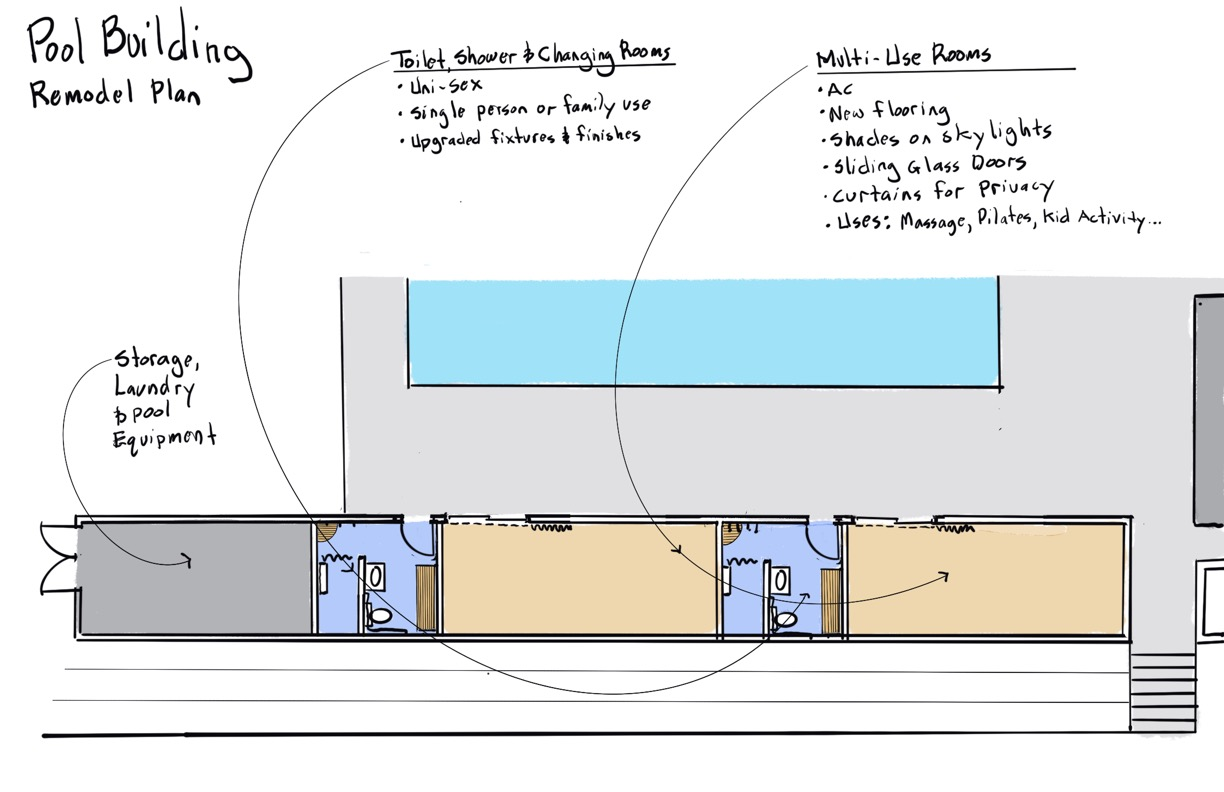 Pool Building
Remodel Plan
Toilet, Shower & Changing Rooms
• Uni-sex
• Single person or family use
• Upgraded fixtures & finishes
Multi-Use Rooms
• AC
• New flooring
• Shades on skylights
• Sliding Glass Doors
• Curtains for Privacy
• Uses: Massage, Pilates, Kid Activity...
Storage,
Laundry
& pool
Equipment